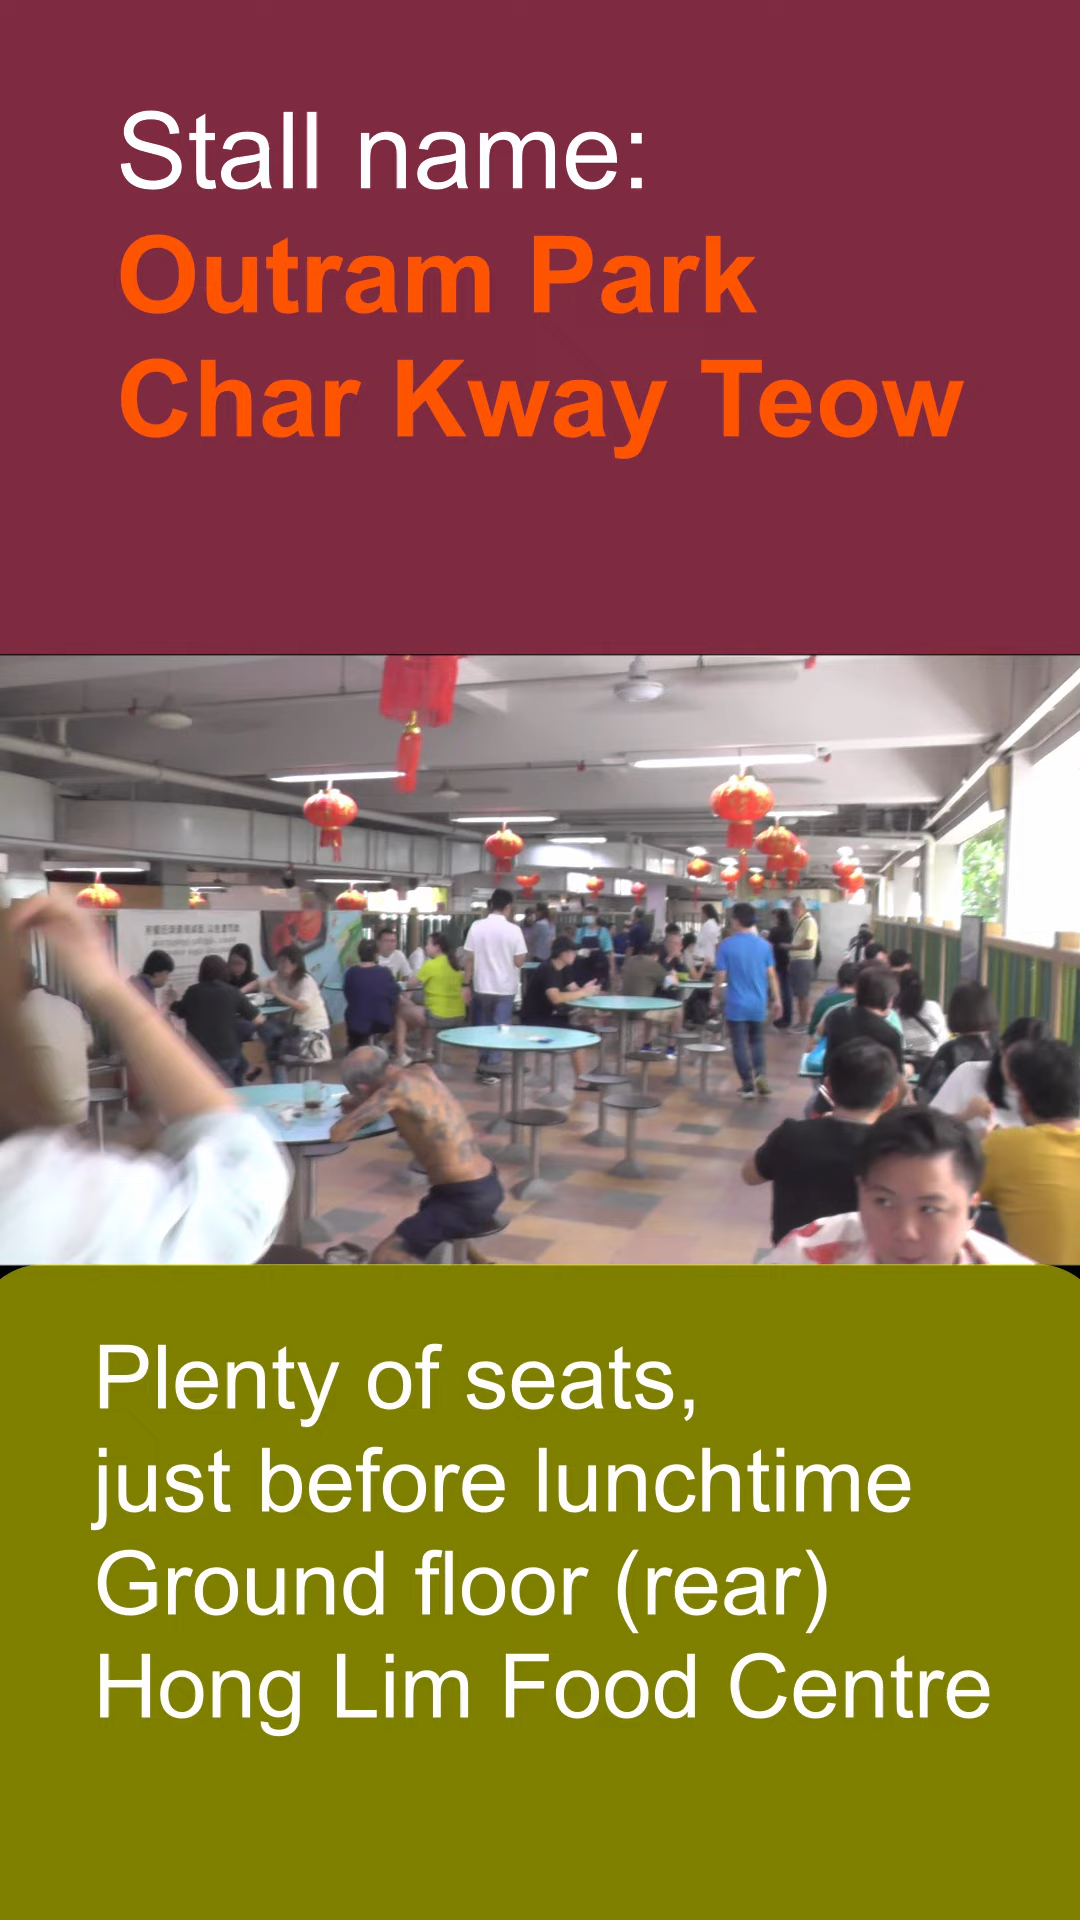 Stall name:
Outram Park
Char Kway Teow
Plenty of seats,
just before lunchtime
Ground floor (rear)
Hong Lim Food Centre